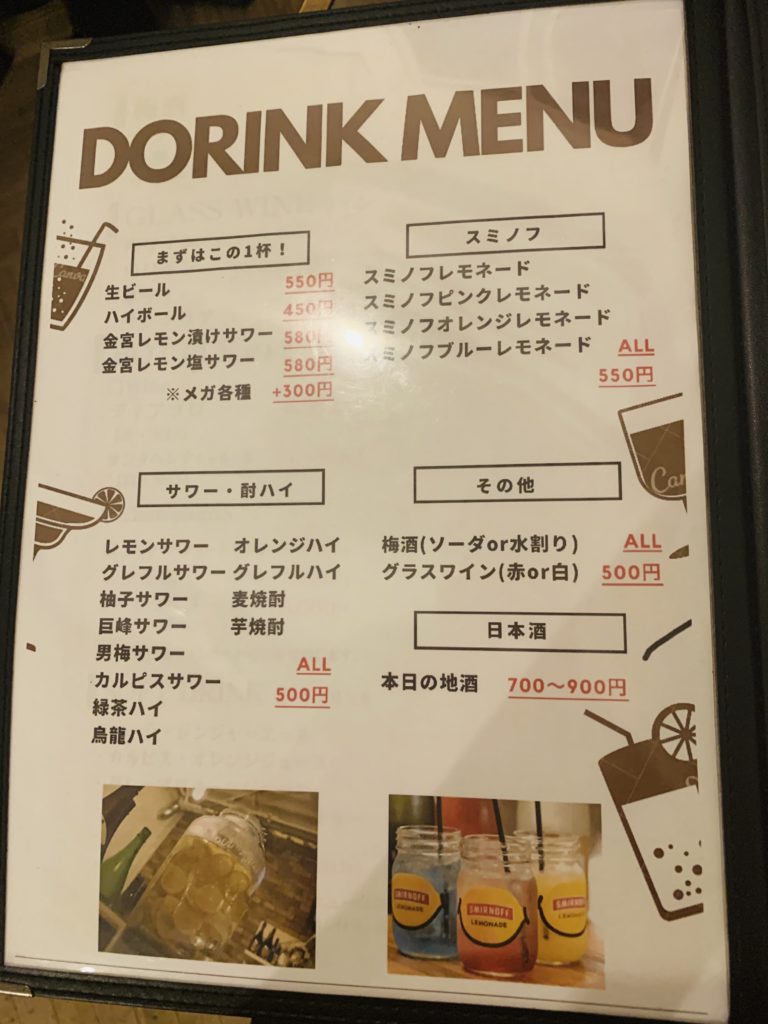 DORINK MENU
まずはこの1杯！
生ビール 550円
ハイボール 450円
金宮レモン漬けサワー 580円
金宮レモン塩サワー 580円
※メガ各種 +300円
スミノフ
スミノフレモネード
スミノフピンクレモネード
スミノフオレンジレモネード
スミノフブルーレモネード ALL
550円
サワー・酎ハイ
レモンサワー オレンジハイ
グレフルサワー グレフルハイ
柚子サワー 麦焼酎
巨峰サワー 芋焼酎
男梅サワー
カルピスサワー
緑茶ハイ
烏龍ハイ
ALL
500円
その他
梅酒(ソーダor水割り) ALL
グラスワイン(赤or白) 500円
日本酒
本日の地酒 700〜900円
SMIRNOFF
LEMONADE
SMIRNOFF
LEMONADE
SMIRNOFF
LEMONADE